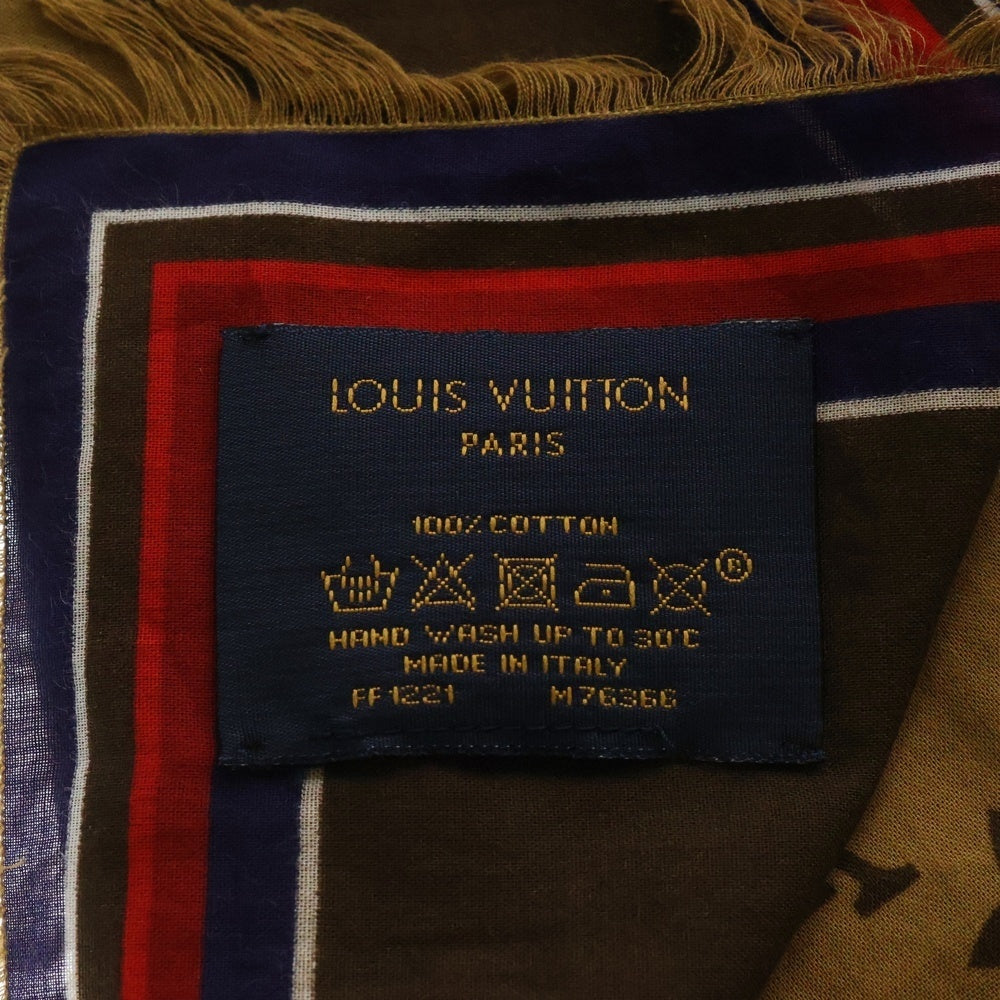 LOUIS VUITTON
PARIS
100% COTTON
®
HAND WASH UP TO 30°C
MADE IN ITALY
FF1221 M76366